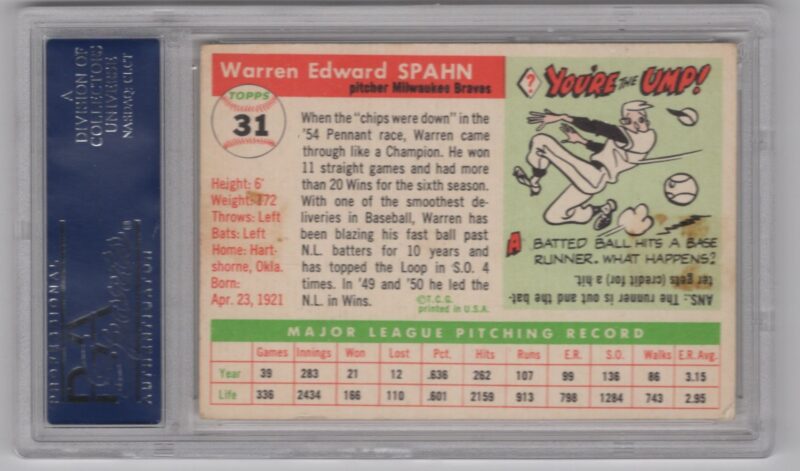 A
DIVISION OF
COLLECTORS
UNIVERSE
NASDAQ: CLCT
PSA
PROFESSIONAL
AUTHENTICATION
Warren Edward SPAHN
pitcher Milwaukee Braves
TOPPS
31
Height: 6'
Weight: 172
Throws: Left
Bats: Left
Home: Hart-
shorne, Okla.
Born:
Apr. 23, 1921
When the "chips were down" in the
'54 Pennant race, Warren came
through like a Champion. He won
11 straight games and had more
than 20 Wins for the sixth season.
With one of the smoothest de-
liveries in Baseball, Warren has
been blazing his fast ball past
N.L. batters for 10 years and
has topped the Loop in S.O. 4
times. In '49 and '50 he led the
N.L. in Wins.
©T.C.G.
printed in U.S.A.
? YOU'RE THE UMP!
A BATTED BALL HITS A BASE
RUNNER. WHAT HAPPENS?
ANS.: The runner is out and the bat-
ter gets (credit for) a hit.
MAJOR LEAGUE PITCHING RECORD
Games Innings Won Lost Pct. Hits Runs E.R. S.O. Walks E.R. Avg.
Year 39 283 21 12 .636 262 107 99 136 86 3.15
Life 336 2434 166 110 .601 2159 913 798 1284 743 2.95